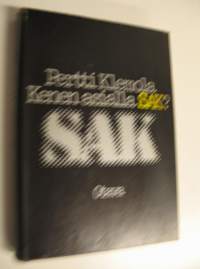 Pertti Klemola
Kenen asialla SAK?
SAK
Otava